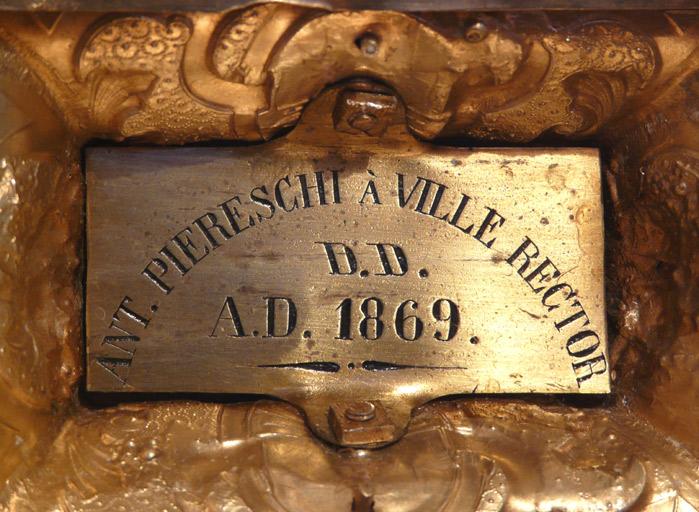 ANT. PIERESCHI À VILLE RECTOR
D.D.
A.D. 1869.